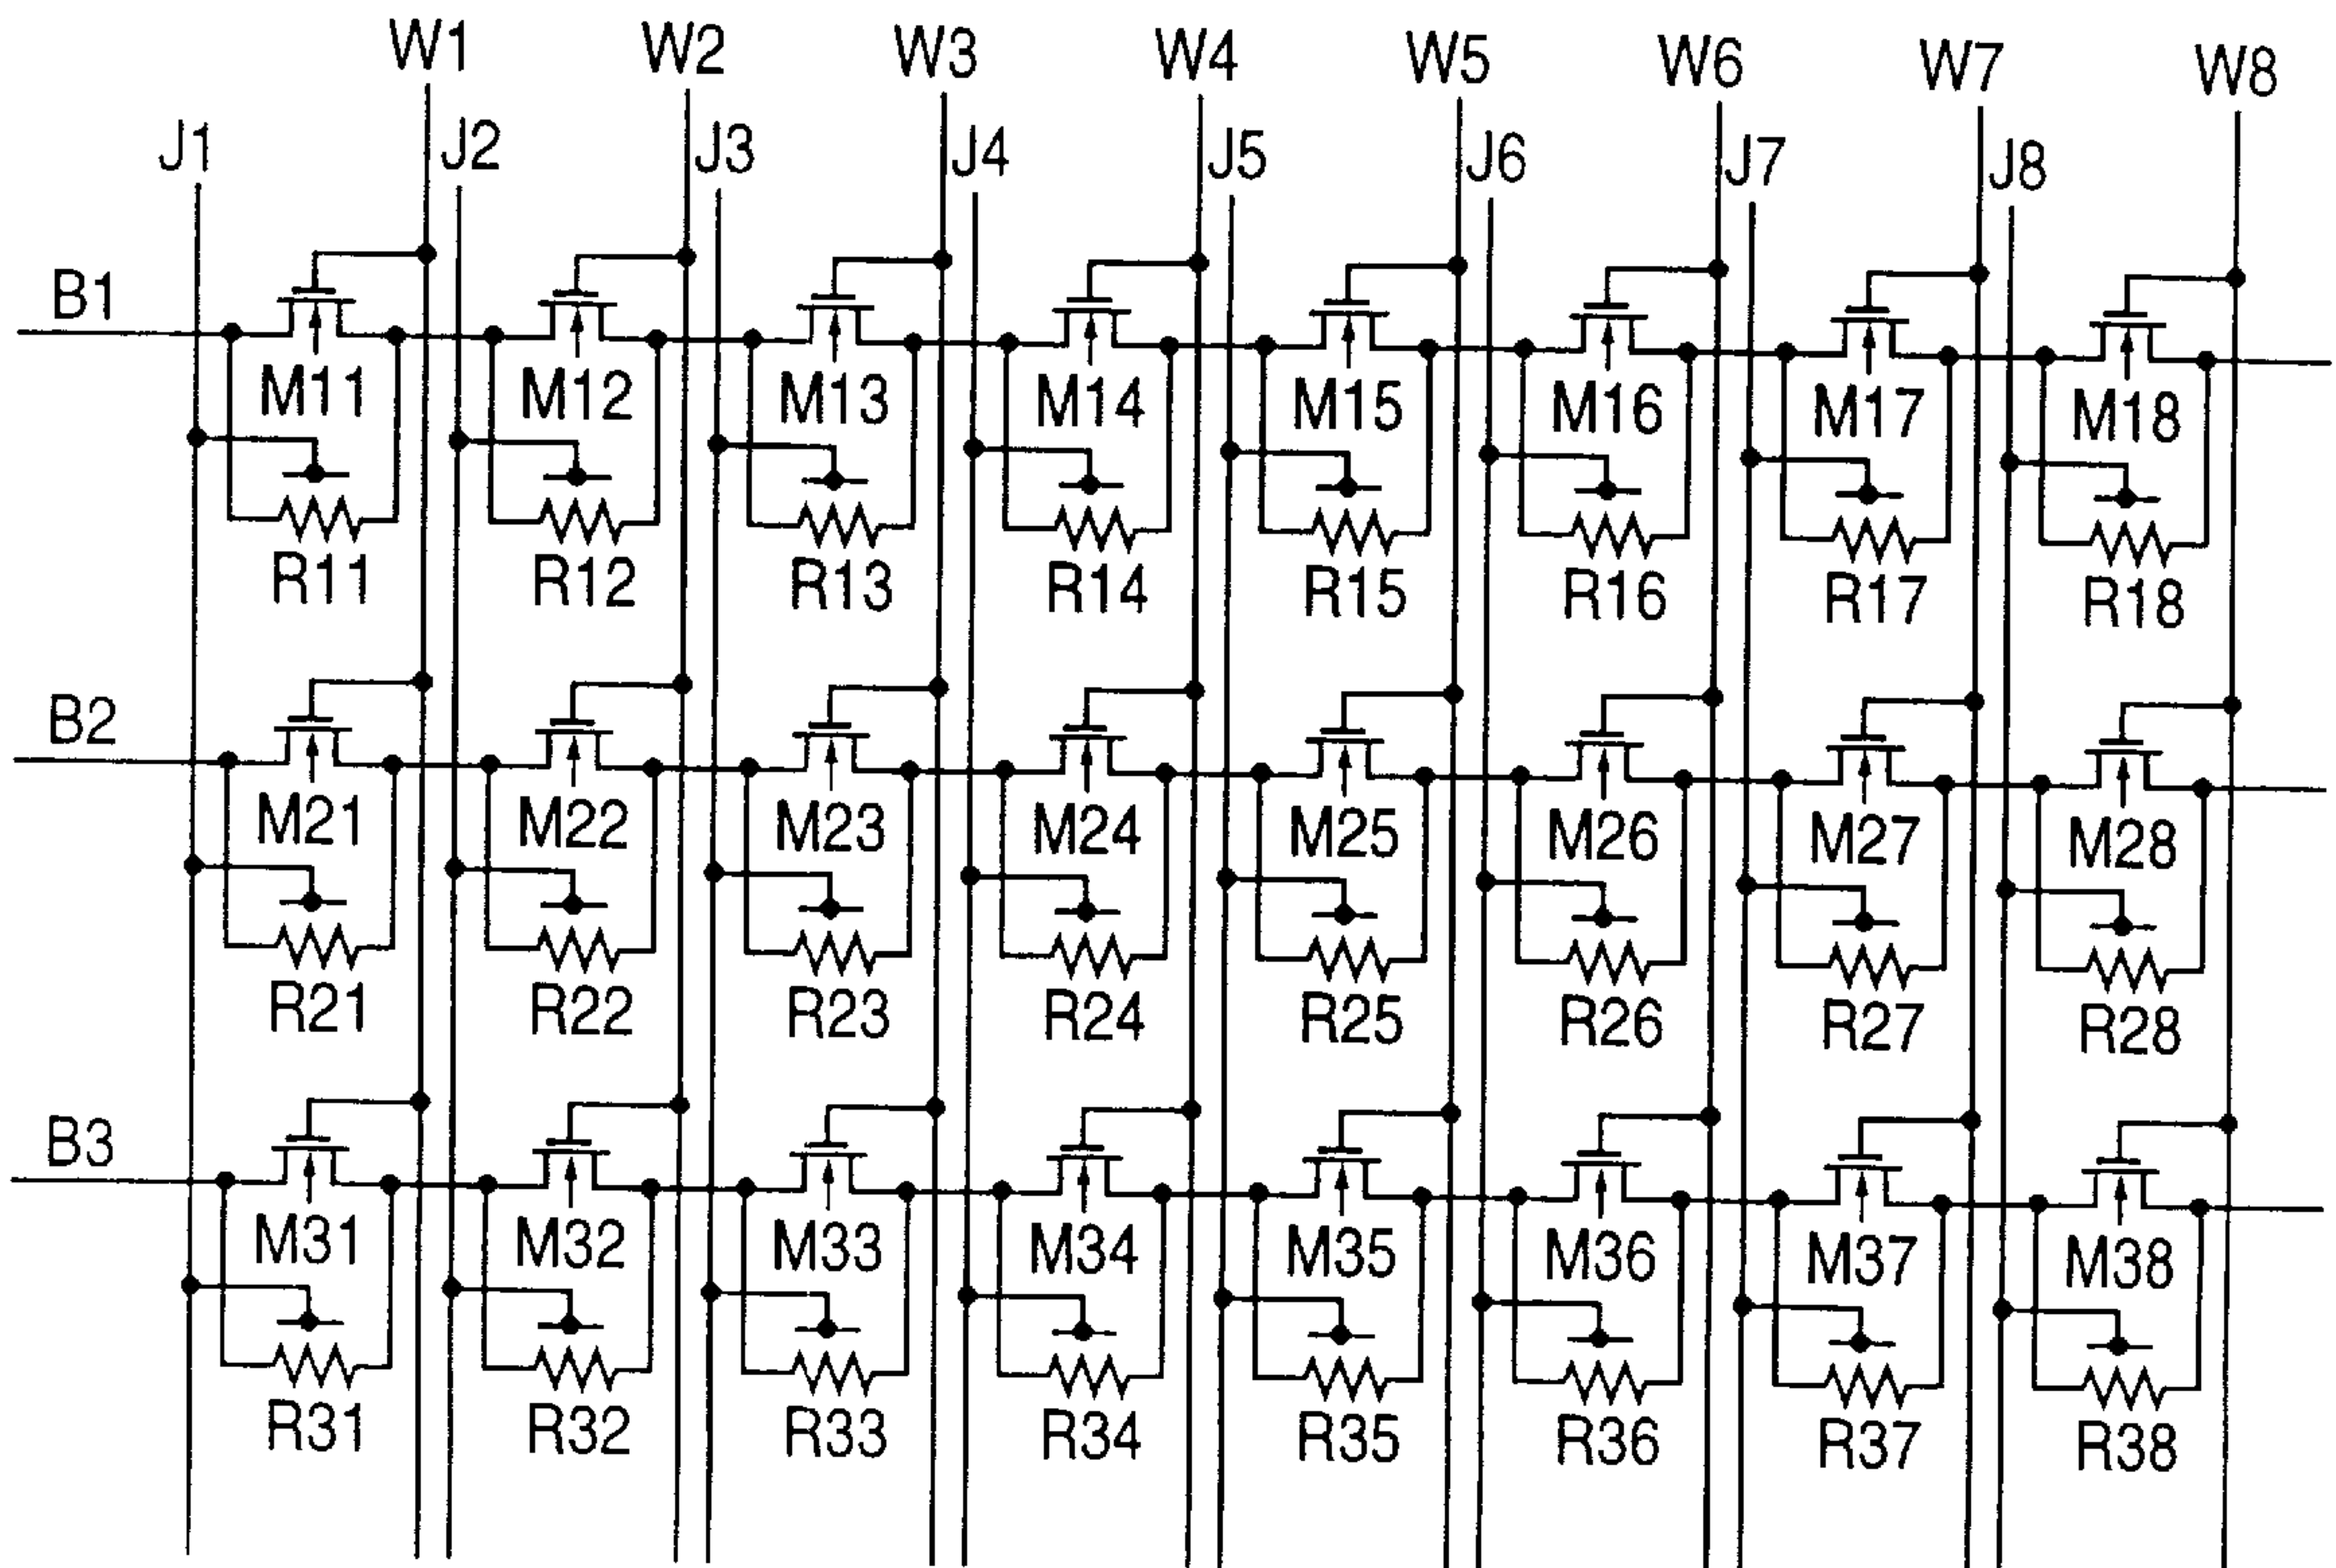 W1 W2 W3 W4 W5 W6 W7 W8
J1 J2 J3 J4 J5 J6 J7 J8
B1
M11 M12 M13 M14 M15 M16 M17 M18
R11 R12 R13 R14 R15 R16 R17 R18
B2
M21 M22 M23 M24 M25 M26 M27 M28
R21 R22 R23 R24 R25 R26 R27 R28
B3
M31 M32 M33 M34 M35 M36 M37 M38
R31 R32 R33 R34 R35 R36 R37 R38